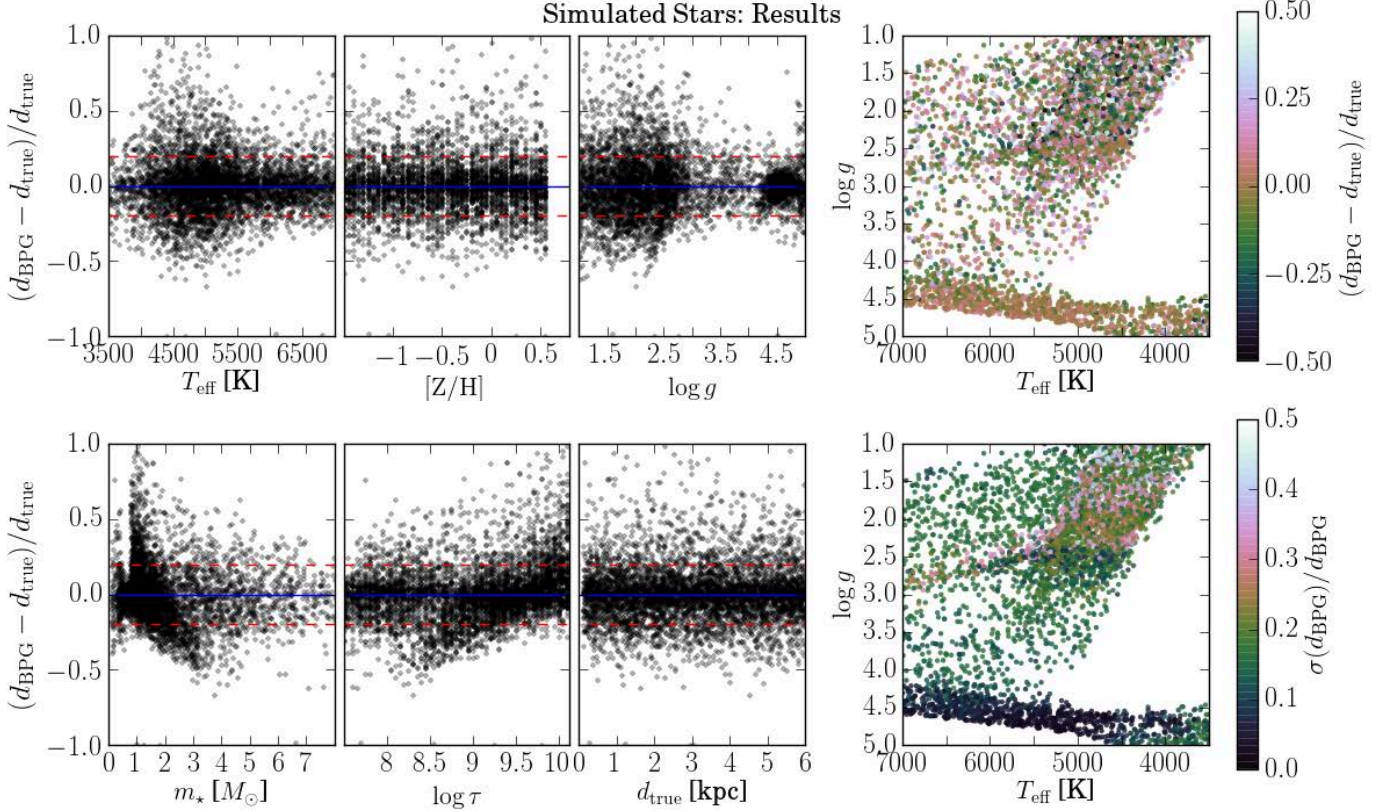 Simulated Stars: Results
(d_BPG − d_true)/d_true
1.0
0.5
0.0
−0.5
−1.0
3500 4500 5500 6500
T_eff [K]
−1 −0.5 0 0.5
[Z/H]
1.5 2.5 3.5 4.5
log g
log g
1.0
1.5
2.0
2.5
3.0
3.5
4.0
4.5
5.0
7000 6000 5000 4000
T_eff [K]
0.50
0.25
0.00
−0.25
−0.50
(d_BPG − d_true)/d_true
(d_BPG − d_true)/d_true
1.0
0.5
0.0
−0.5
−1.0
0 1 2 3 4 5 6 7
m⋆ [M⊙]
8 8.5 9 9.5 10
log τ
0 1 2 3 4 5 6
d_true [kpc]
log g
1.0
1.5
2.0
2.5
3.0
3.5
4.0
4.5
5.0
7000 6000 5000 4000
T_eff [K]
0.5
0.4
0.3
0.2
0.1
0.0
σ(d_BPG)/d_BPG